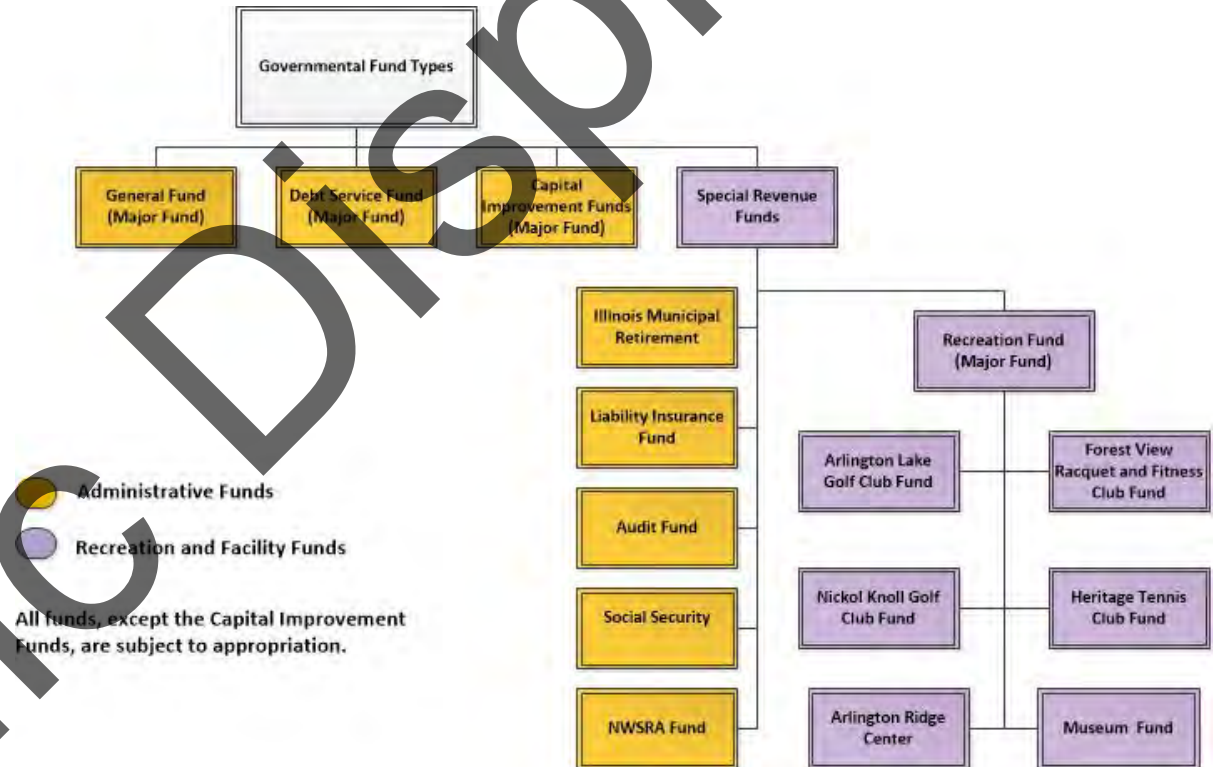 Governmental Fund Types
General Fund
(Major Fund)
Debt Service Fund
(Major Fund)
Capital
Improvement Funds
(Major Fund)
Special Revenue
Funds
Illinois Municipal
Retirement
Recreation Fund
(Major Fund)
Liability Insurance
Fund
Arlington Lake
Golf Club Fund
Forest View
Racquet and Fitness
Club Fund
Administrative Funds
Audit Fund
Recreation and Facility Funds
Nickol Knoll Golf
Club Fund
Heritage Tennis
Club Fund
All funds, except the Capital Improvement
Funds, are subject to appropriation.
Social Security
NWSRA Fund
Arlington Ridge
Center
Museum Fund